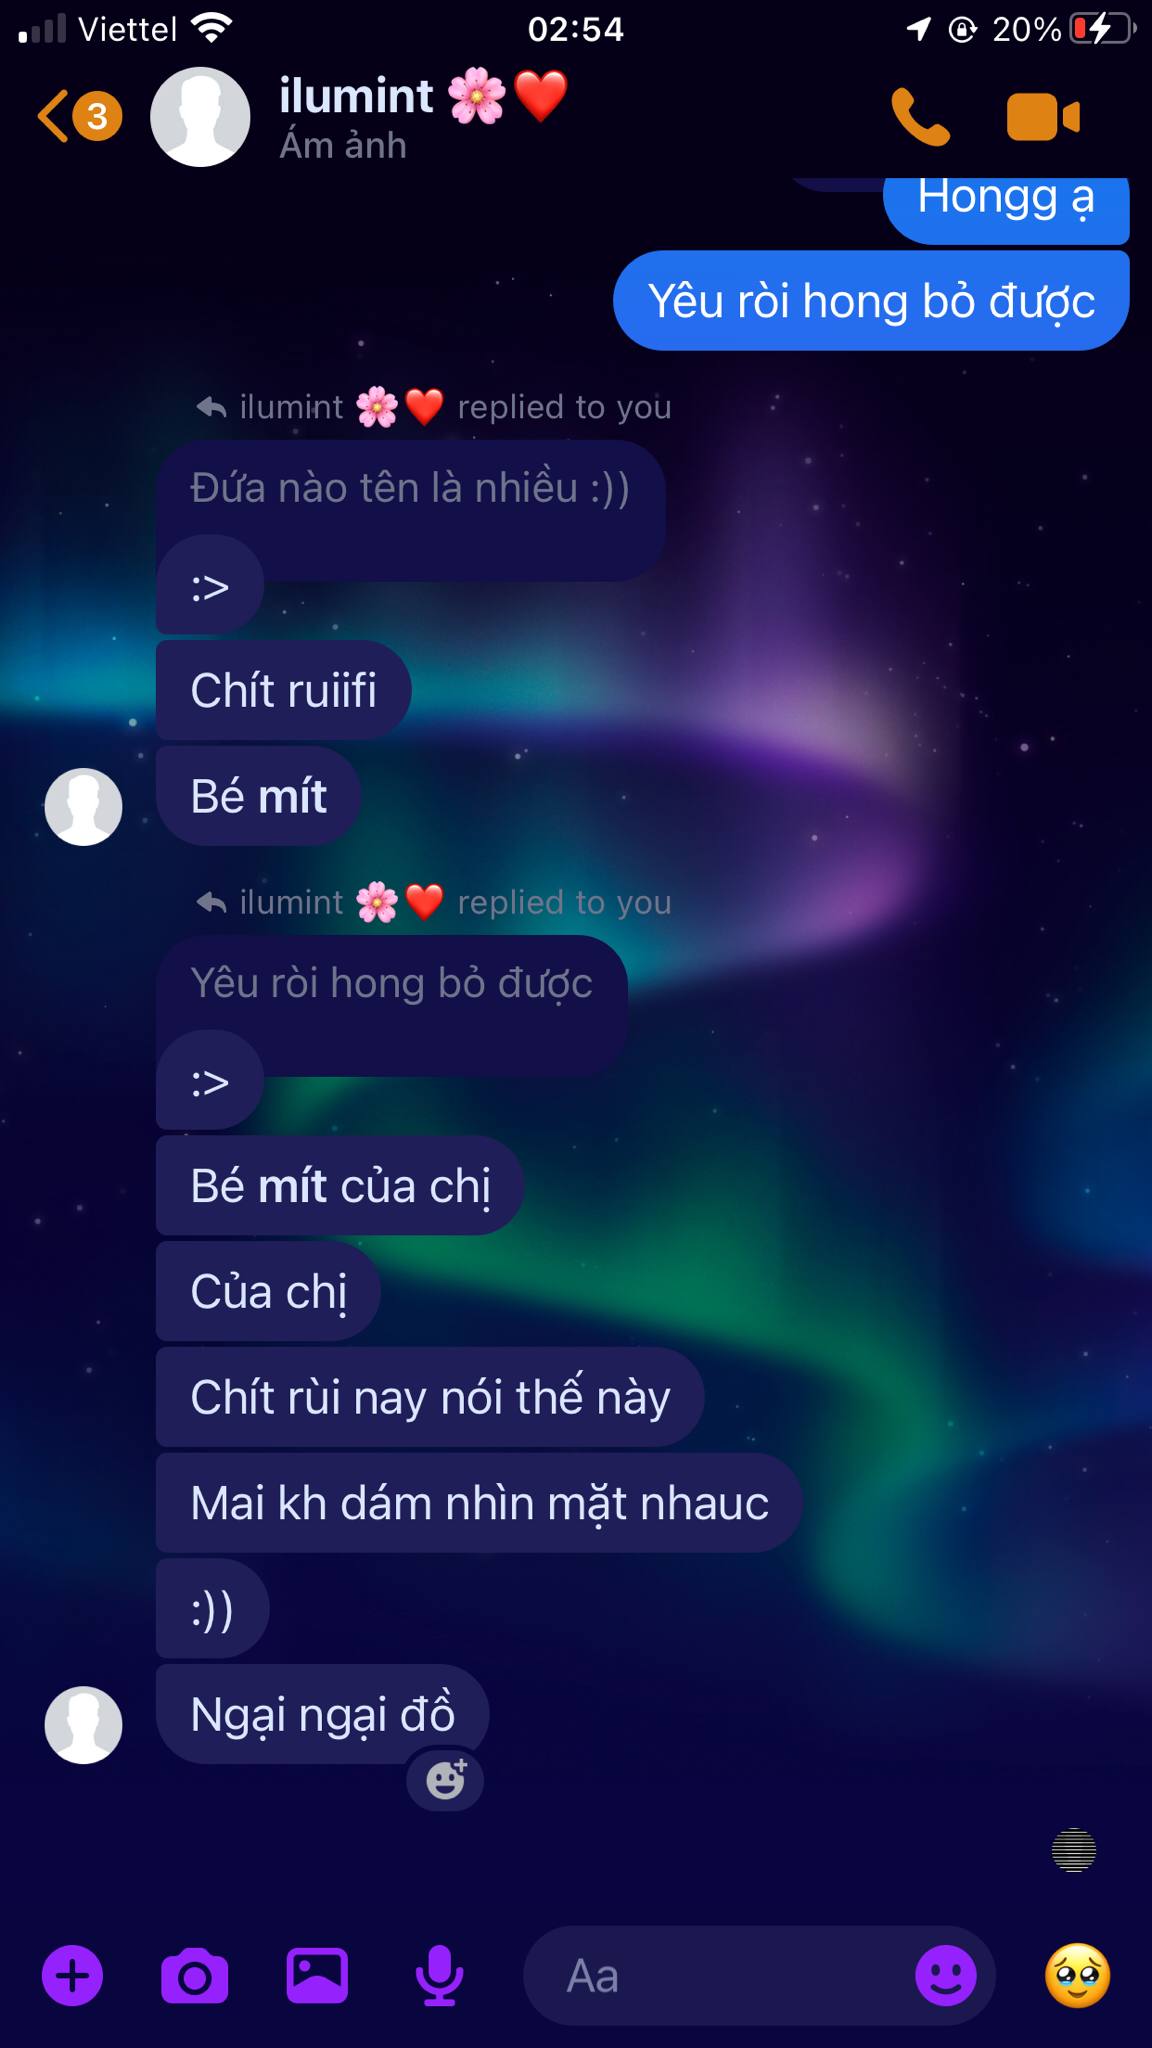 Viettel 02:54 20%
3 ilumint 🌸❤️
Ám ảnh
Hongg ạ
Yêu ròi hong bỏ được
ilumint 🌸❤️ replied to you
Đứa nào tên là nhiều :))
:>
Chít ruiifi
Bé mít
ilumint 🌸❤️ replied to you
Yêu ròi hong bỏ được
:>
Bé mít của chị
Của chị
Chít rùi nay nói thế này
Mai kh dám nhìn mặt nhauc
:))
Ngại ngại đồ
Aa